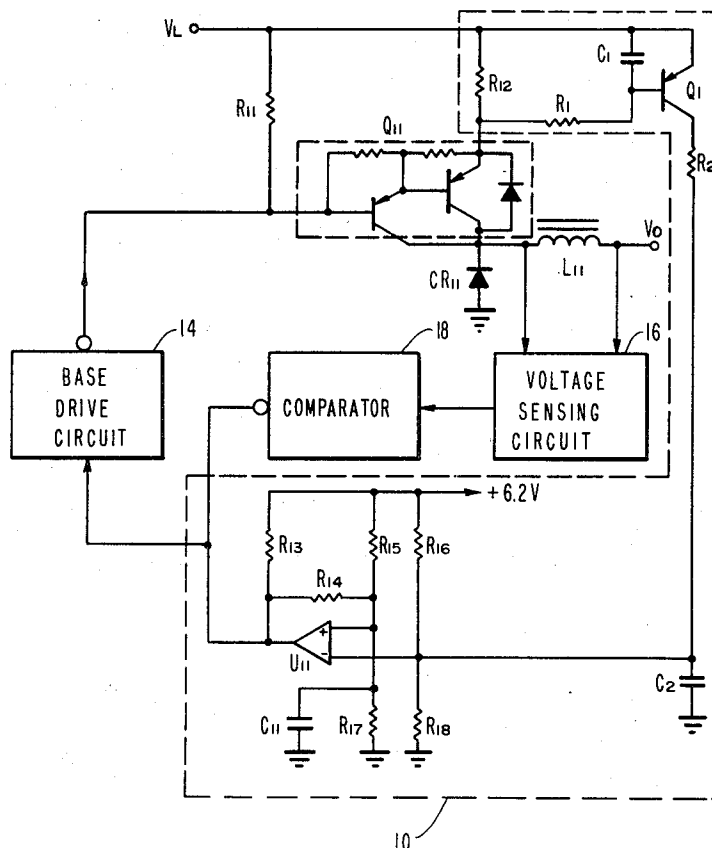 VL
C1
Q1
R12
R1
R11
Q11
R2
VO
L11
CR11
14
18
16
BASE
DRIVE
CIRCUIT
COMPARATOR
VOLTAGE
SENSING
CIRCUIT
+6.2V
R13
R15
R16
R14
+
-
U11
C2
C11
R17
R18
10